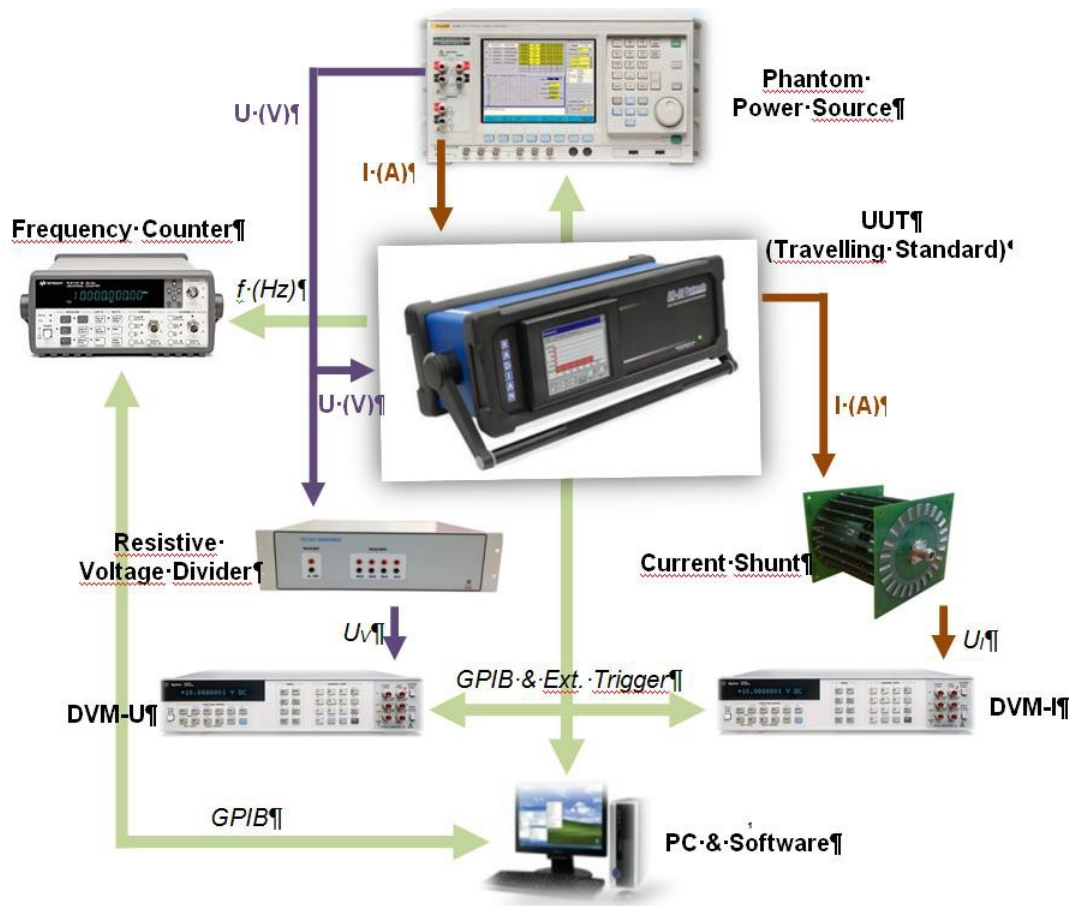 Phantom·
Power·Source¶
U·(V)¶
I·(A)¶
UUT¶
(Travelling·Standard)¶
Frequency·Counter¶
f·(Hz)¶
U·(V)¶
I·(A)¶
RADIAN
Resistive·
Voltage·Divider¶
Current·Shunt¶
UV¶
UI¶
GPIB·&·Ext.·Trigger¶
DVM-U¶
DVM-I¶
GPIB¶
PC·&·Software¶